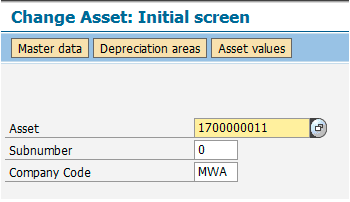 Change Asset: Initial screen
Master data Depreciation areas Asset values
Asset 1700000011
Subnumber 0
Company Code MWA